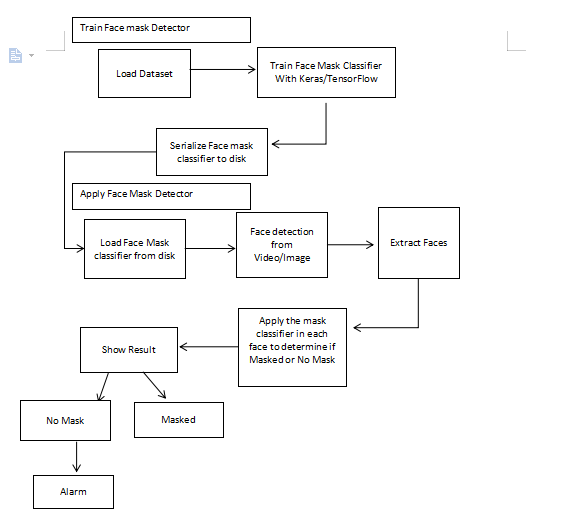 Train Face mask Detector
Load Dataset
Train Face Mask Classifier
With Keras/TensorFlow
Serialize Face mask
classifier to disk
Apply Face Mask Detector
Load Face Mask
classifier from disk
Face detection
from
Video/Image
Extract Faces
Apply the mask
classifier in each
face to determine if
Masked or No Mask
Show Result
No Mask
Masked
Alarm